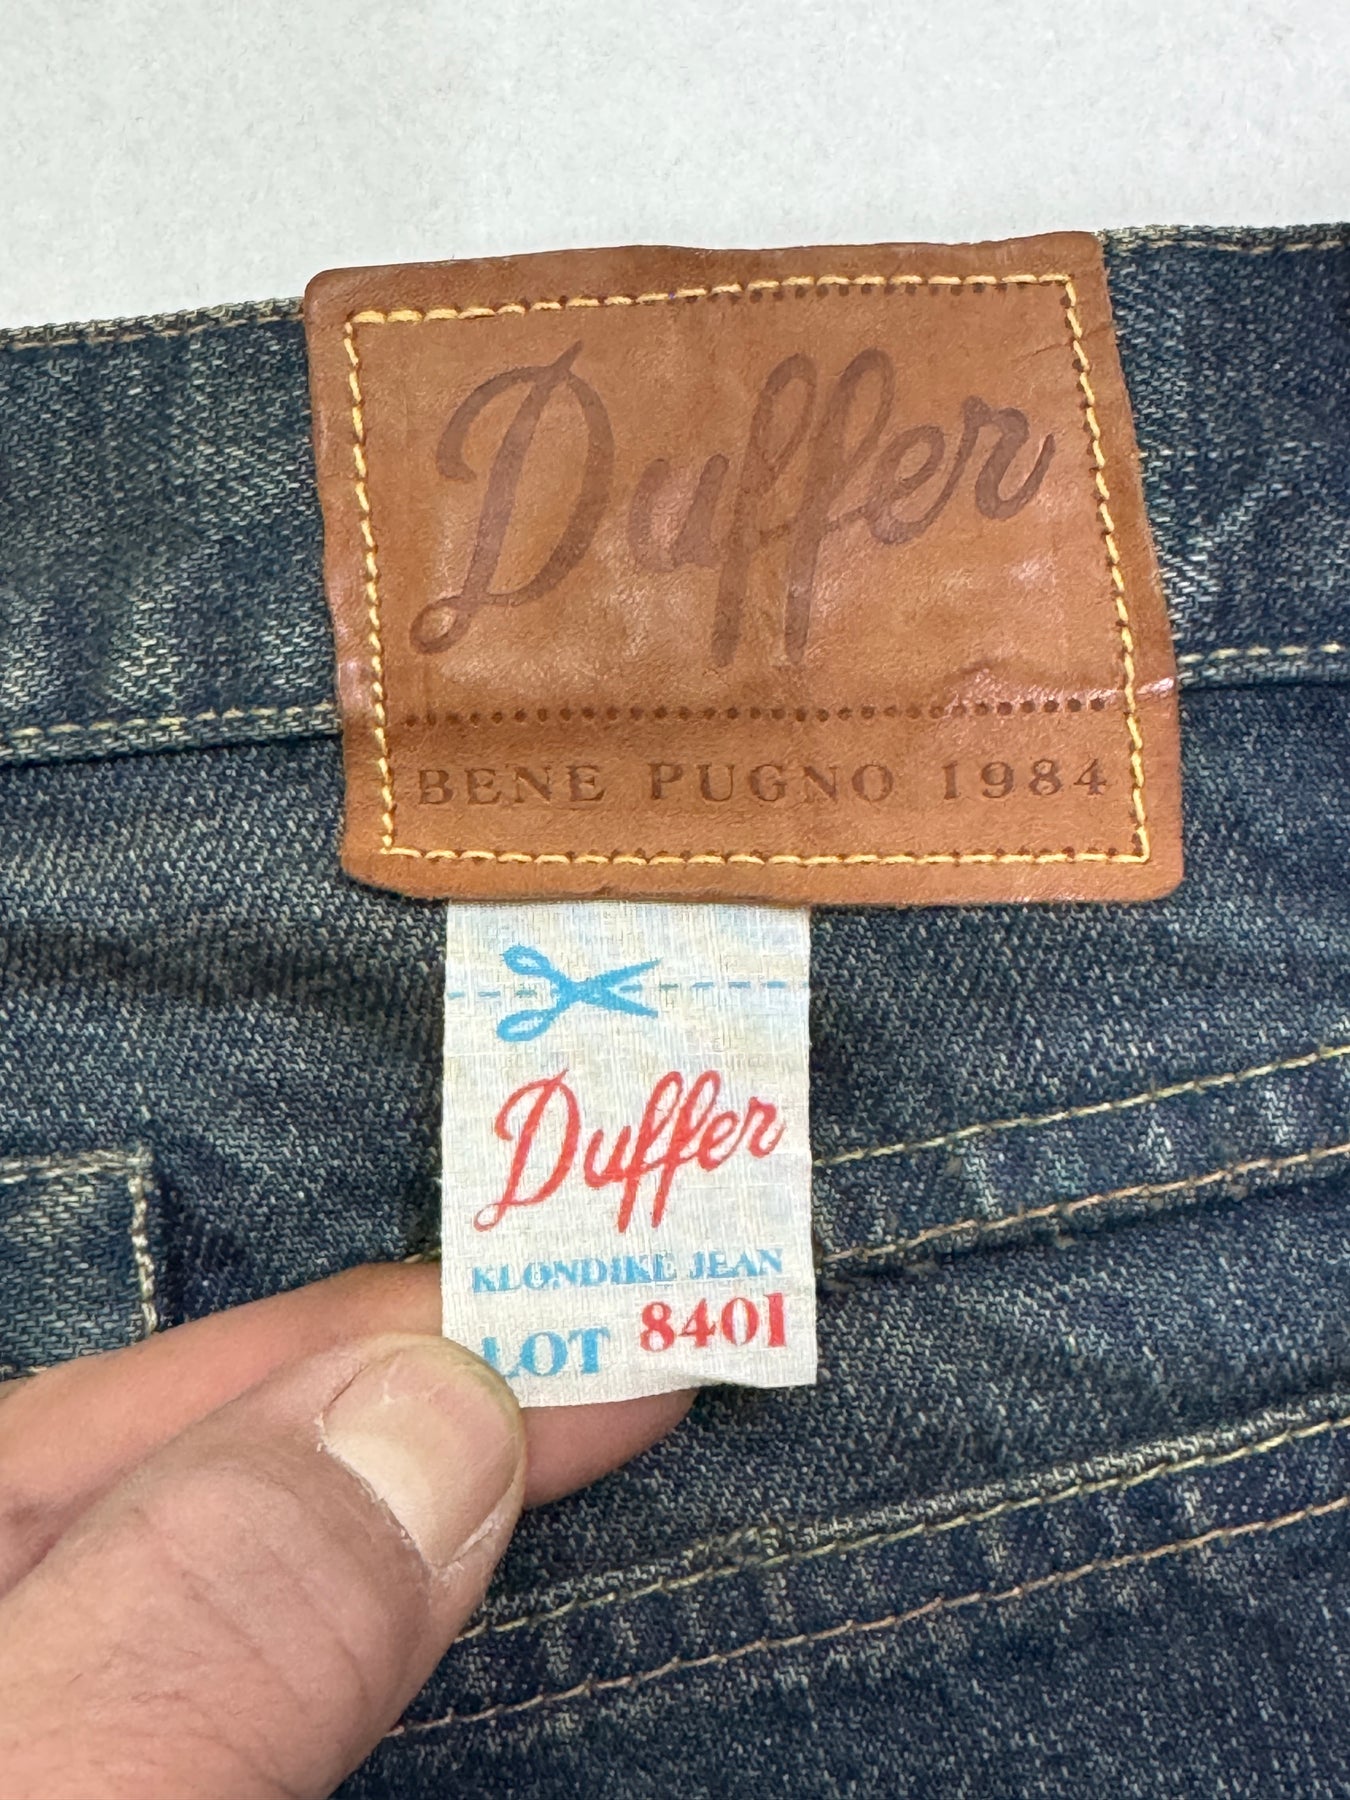 Duffer
BENE PUGNO 1984
Duffer
KLONDIKE JEAN
LOT 8401